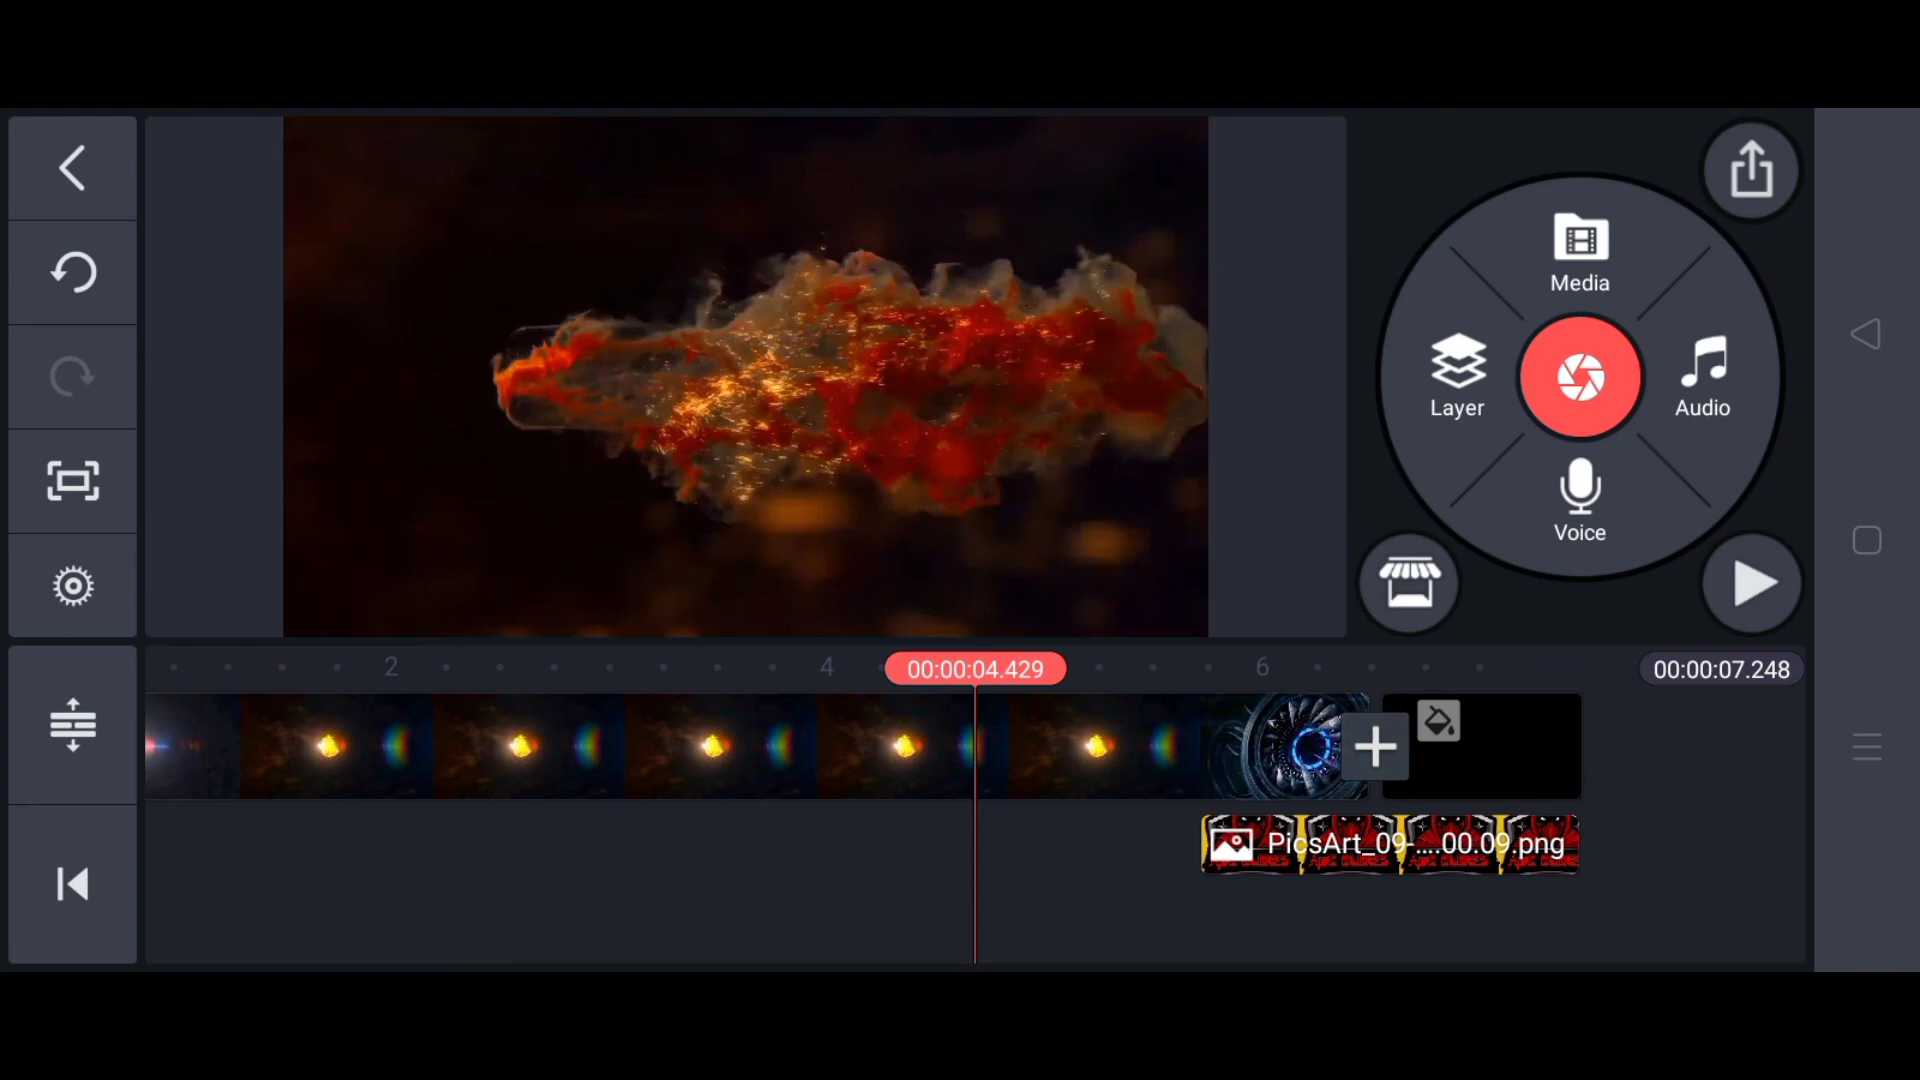 Media
Layer
Audio
Voice
2
4
00:00:04.429
6
00:00:07.248
PicsArt_09-....00.09.png